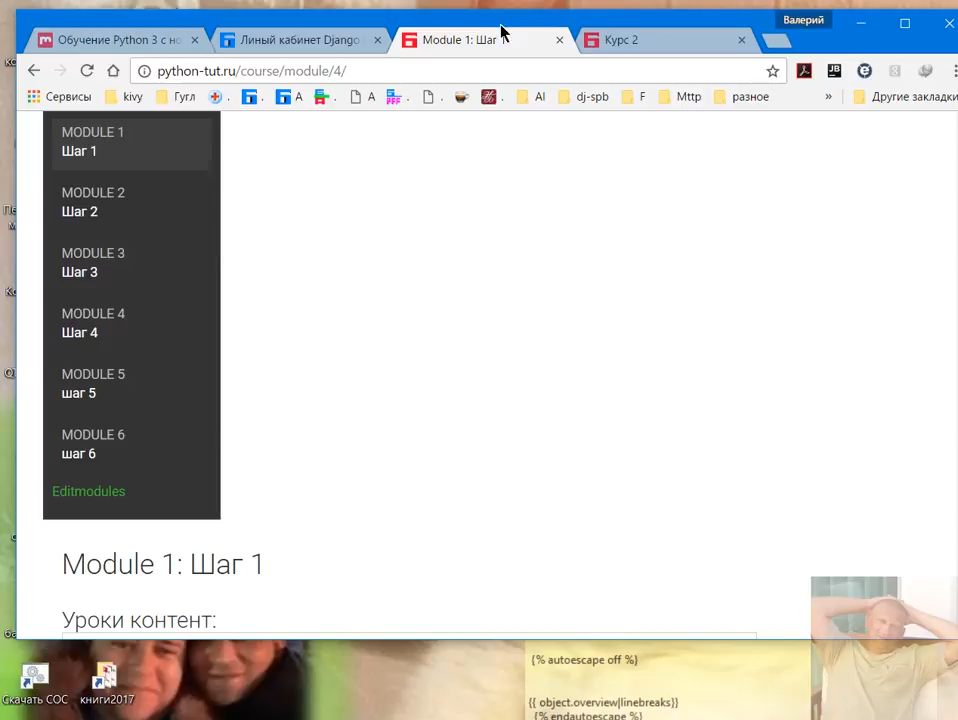 Валерий
Обучение Python 3 с но
Линый кабинет Django
Module 1: Шаг 1
Курс 2
python-tut.ru/course/module/4/
Сервисы
kivy
Гугл
.
.
A
.
A
.
.
.
AI
dj-spb
F
Mttp
разное
»
Другие закладки
MODULE 1
Шаг 1
MODULE 2
Шаг 2
MODULE 3
Шаг 3
MODULE 4
Шаг 4
MODULE 5
шаг 5
MODULE 6
шаг 6
Editmodules
Module 1: Шаг 1
Уроки контент:
{% autoescape off %}
{{ object.overview|linebreaks}}
{% endautoescape %}
Скачать СОС
книги2017